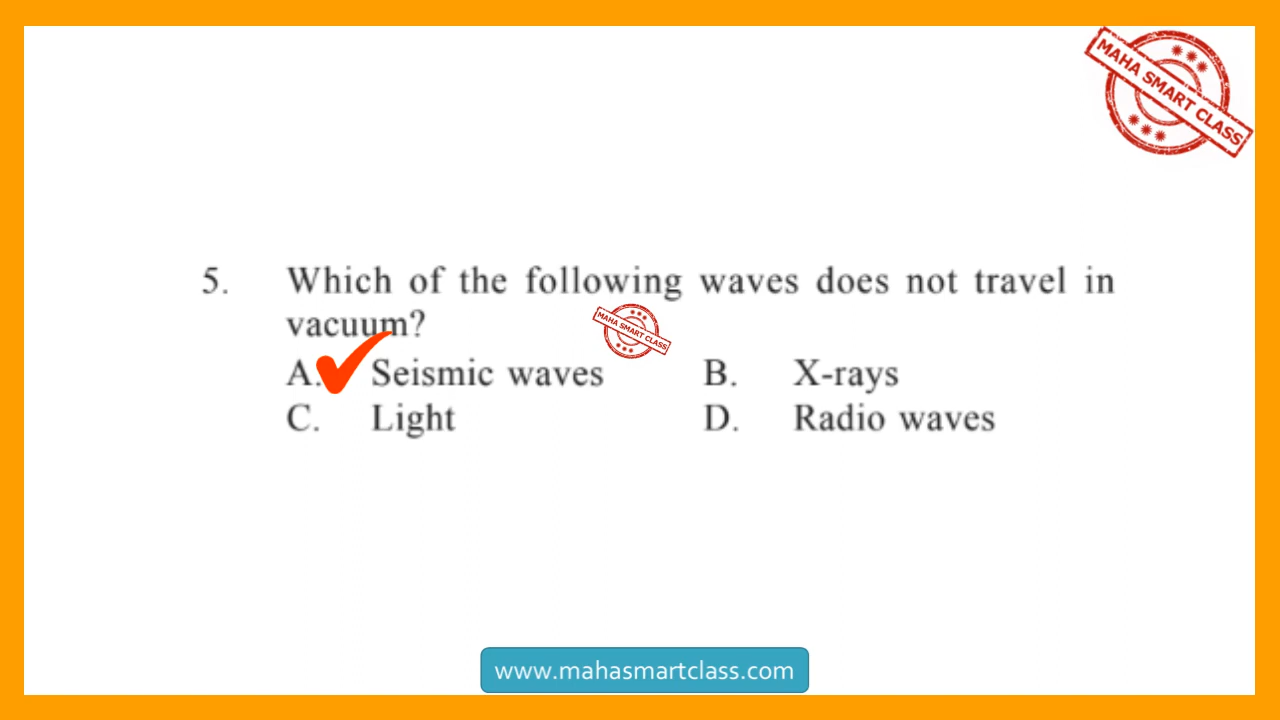 MAHA SMART CLASS
5. Which of the following waves does not travel in
vacuum?
MAHA SMART CLASS
A. Seismic waves B. X-rays
C. Light D. Radio waves
www.mahasmartclass.com